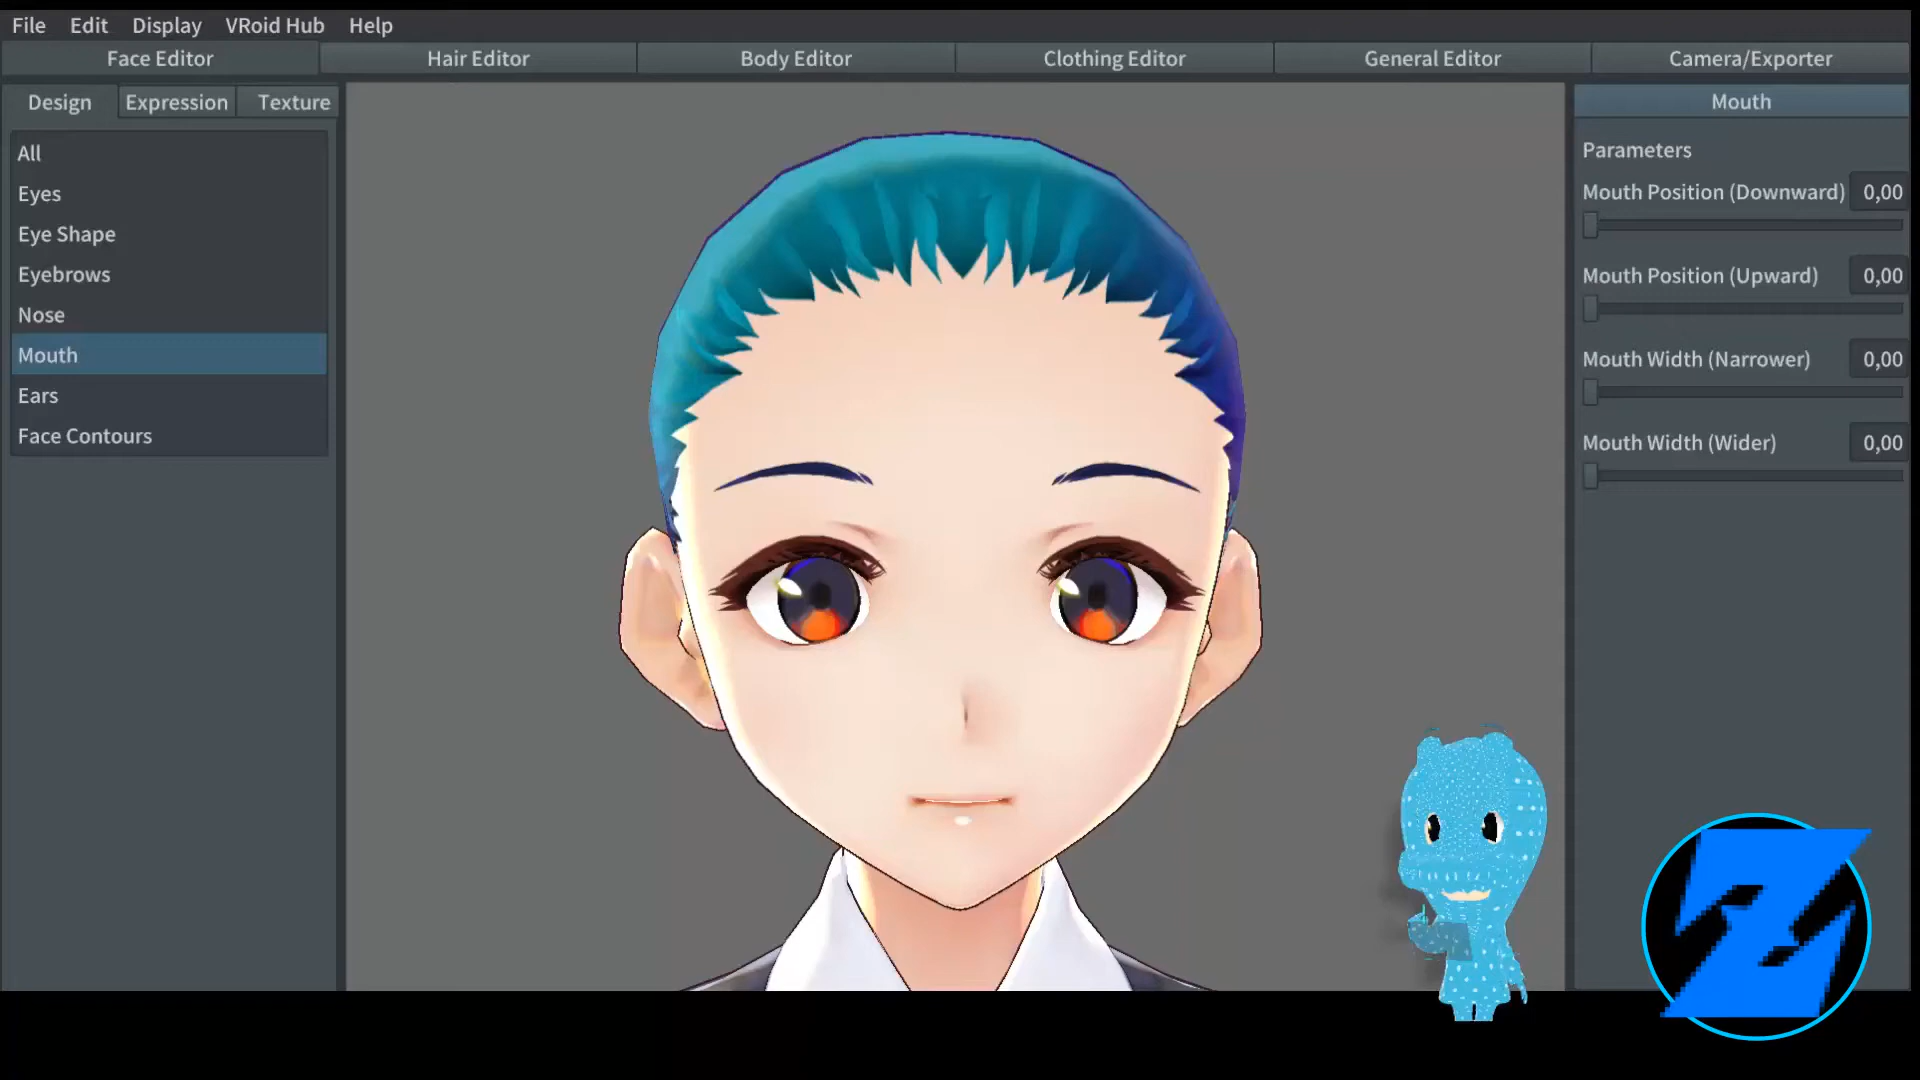 File Edit Display VRoid Hub Help
Face Editor Hair Editor Body Editor Clothing Editor General Editor Camera/Exporter
Design Expression Texture
All
Eyes
Eye Shape
Eyebrows
Nose
Mouth
Ears
Face Contours
Mouth
Parameters
Mouth Position (Downward) 0,00
Mouth Position (Upward) 0,00
Mouth Width (Narrower) 0,00
Mouth Width (Wider) 0,00
Z